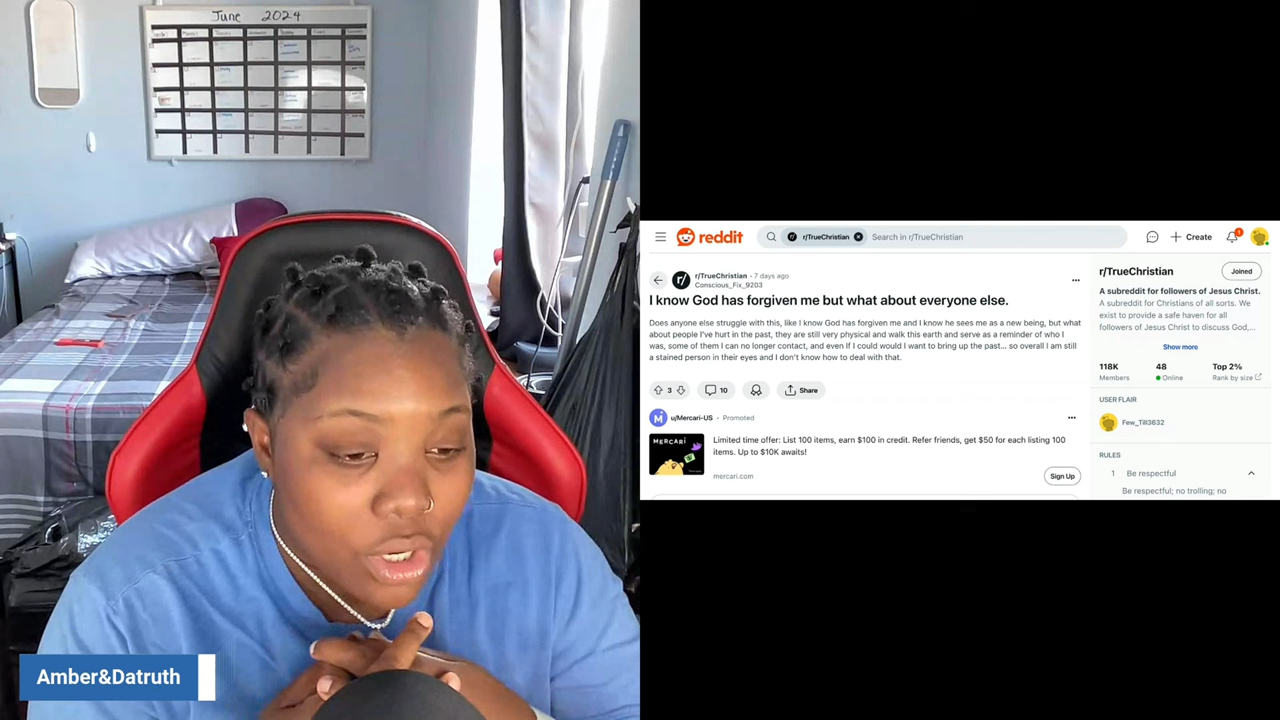 June 2024
Amber&Datruth
reddit
r/TrueChristian
Search in r/TrueChristian
Create
r/TrueChristian • 7 days ago
Conscious_Fix_9203
I know God has forgiven me but what about everyone else.
Does anyone else struggle with this, like I know God has forgiven me and I know he sees me as a new being, but what
about people I've hurt in the past, they are still very physical and walk this earth and serve as a reminder of who I
was, some of them I can no longer contact, and even If I could would I want to bring up the past... so overall I am still
a stained person in their eyes and I don't know how to deal with that.
3
10
Share
u/Mercari-US • Promoted
MERCARI
Limited time offer: List 100 items, earn $100 in credit. Refer friends, get $50 for each listing 100
items. Up to $10K awaits!
mercari.com
Sign Up
r/TrueChristian
Joined
A subreddit for followers of Jesus Christ.
A subreddit for Christians of all sorts. We
exist to provide a safe haven for all
followers of Jesus Christ to discuss God,...
Show more
118K 48 Top 2%
Members Online Rank by size
USER FLAIR
Few_Till3632
RULES
1 Be respectful
Be respectful; no trolling; no